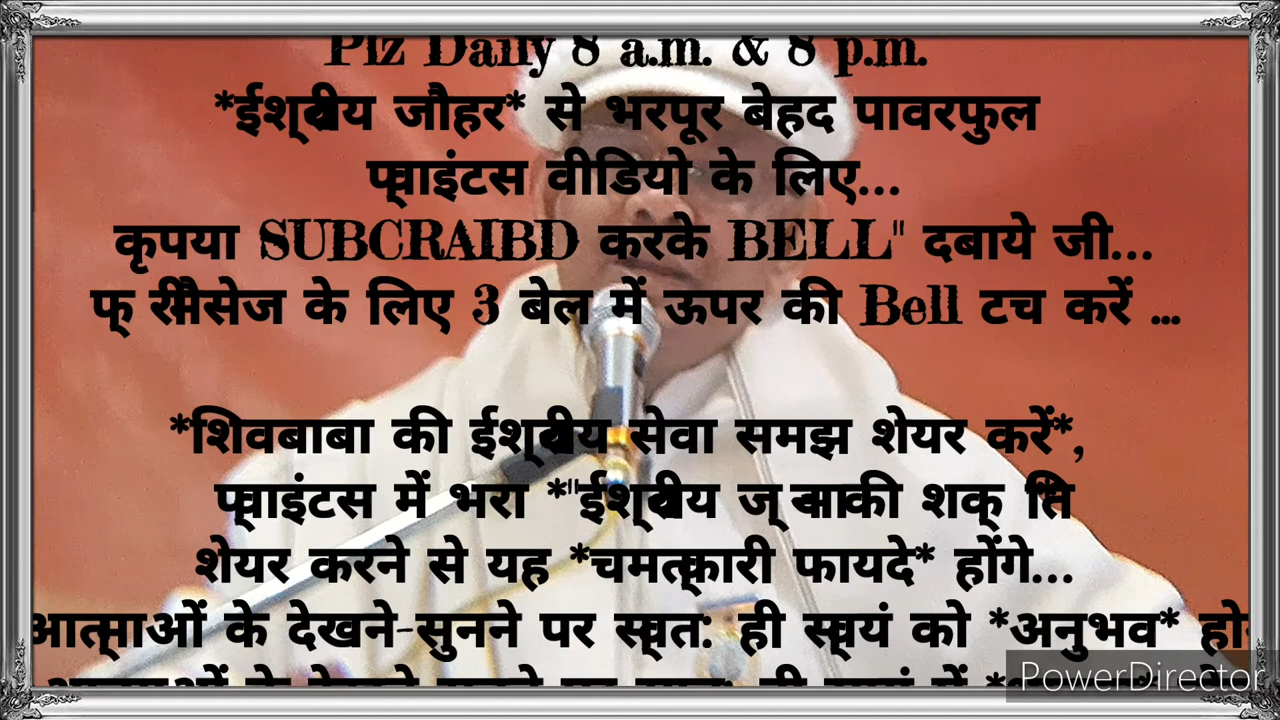 Plz Daily 8 a.m. & 8 p.m.
*ईश्वरीय जौहर* से भरपूर बेहद पावरफुल
प्वाइंटस वीडियो के लिए...
कृपया SUBCRAIBD करके BELL" दबाये जी...
फ्री मैसेज के लिए 3 बेल में ऊपर की Bell टच करें ...
*शिवबाबा की ईश्वरीय सेवा समझ शेयर करें*,
प्वाइंटस में भरा *"ईश्वरीय ज्ञान की शक्ति
शेयर करने से यह *चमत्कारी फायदे* होंगे...
आत्माओं के देखने-सुनने पर स्वत: ही स्वयं को *अनुभव*
PowerDirector